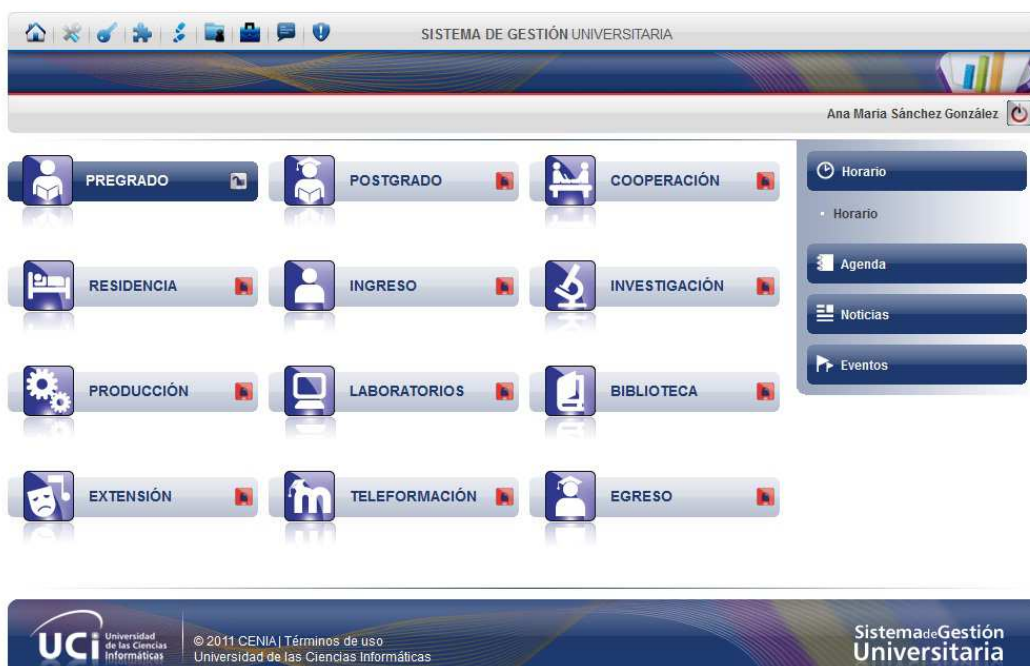 SISTEMA DE GESTIÓN UNIVERSITARIA
Ana Maria Sánchez González
PREGRADO
POSTGRADO
COOPERACIÓN
RESIDENCIA
INGRESO
INVESTIGACIÓN
PRODUCCIÓN
LABORATORIOS
BIBLIOTECA
EXTENSIÓN
TELEFORMACIÓN
EGRESO
Horario
Horario
Agenda
Noticias
Eventos
UCi
Universidad
de las Ciencias
Informáticas
© 2011 CENIA | Términos de uso
Universidad de las Ciencias Informáticas
SistemadeGestión
Universitaria